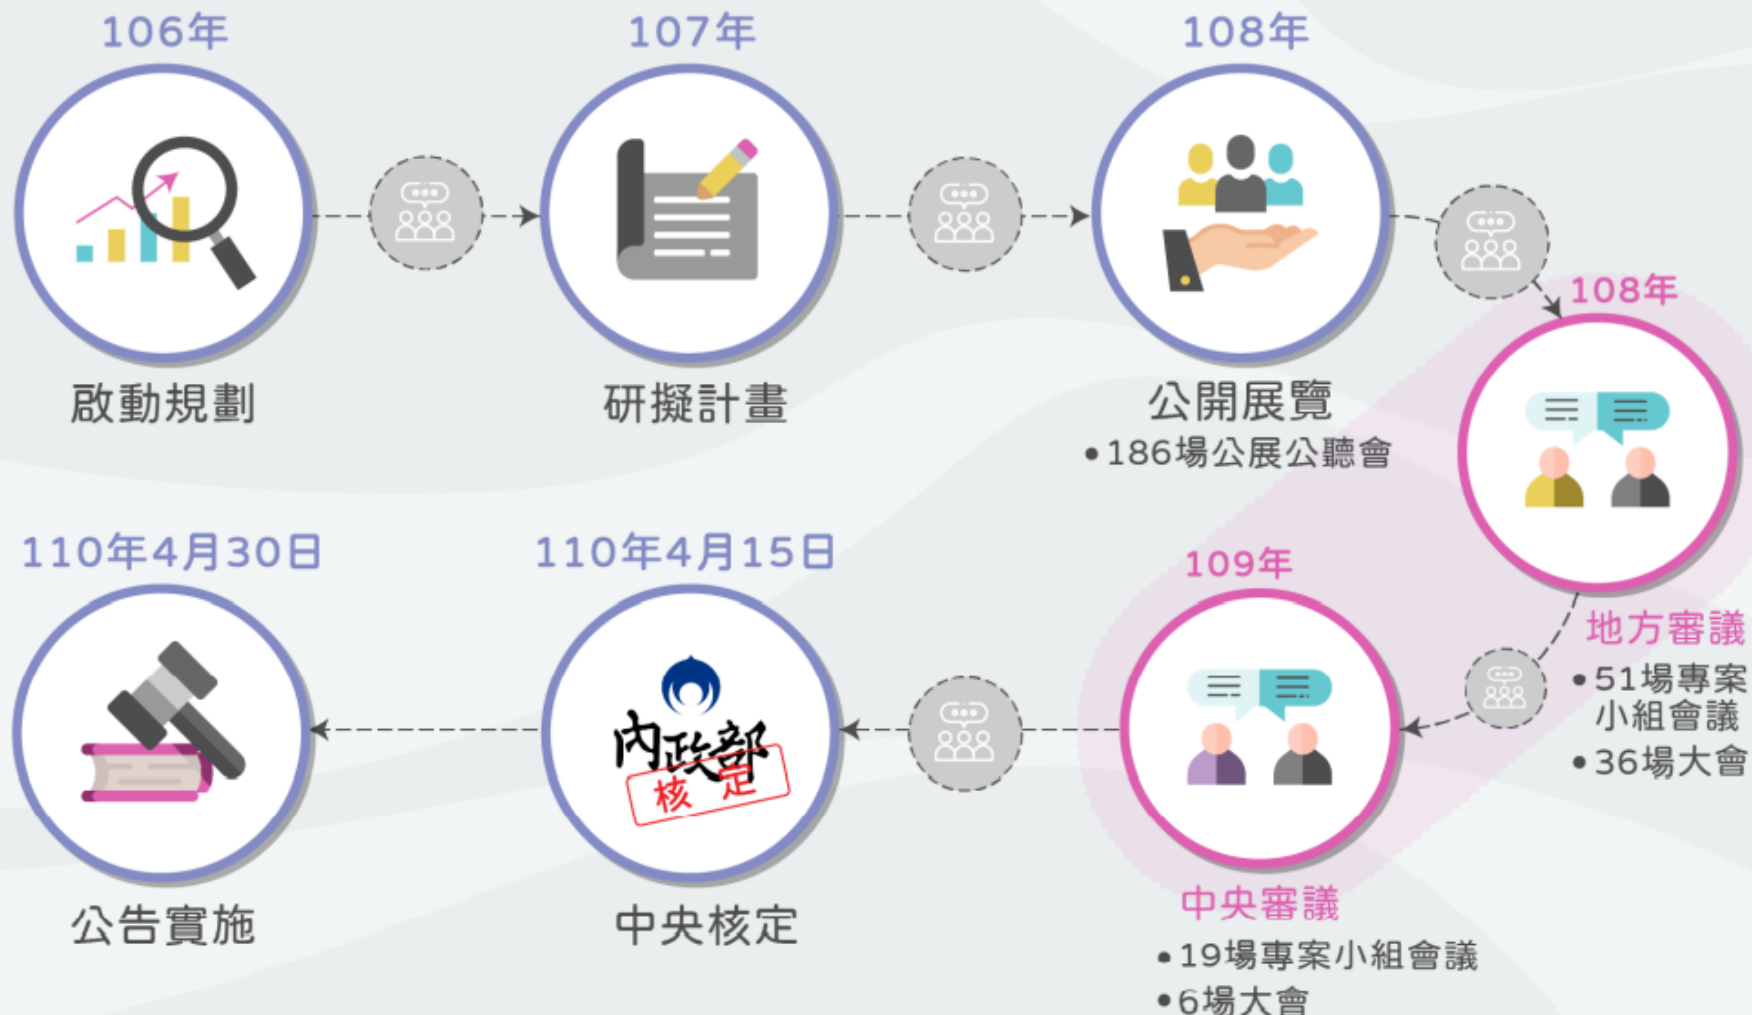 106年
啟動規劃
107年
研擬計畫
108年
公開展覽
•186場公展公聽會
108年
地方審議
•51場專案
小組會議
•36場大會
109年
中央審議
•19場專案小組會議
•6場大會
110年4月15日
內政部
核定
中央核定
110年4月30日
公告實施